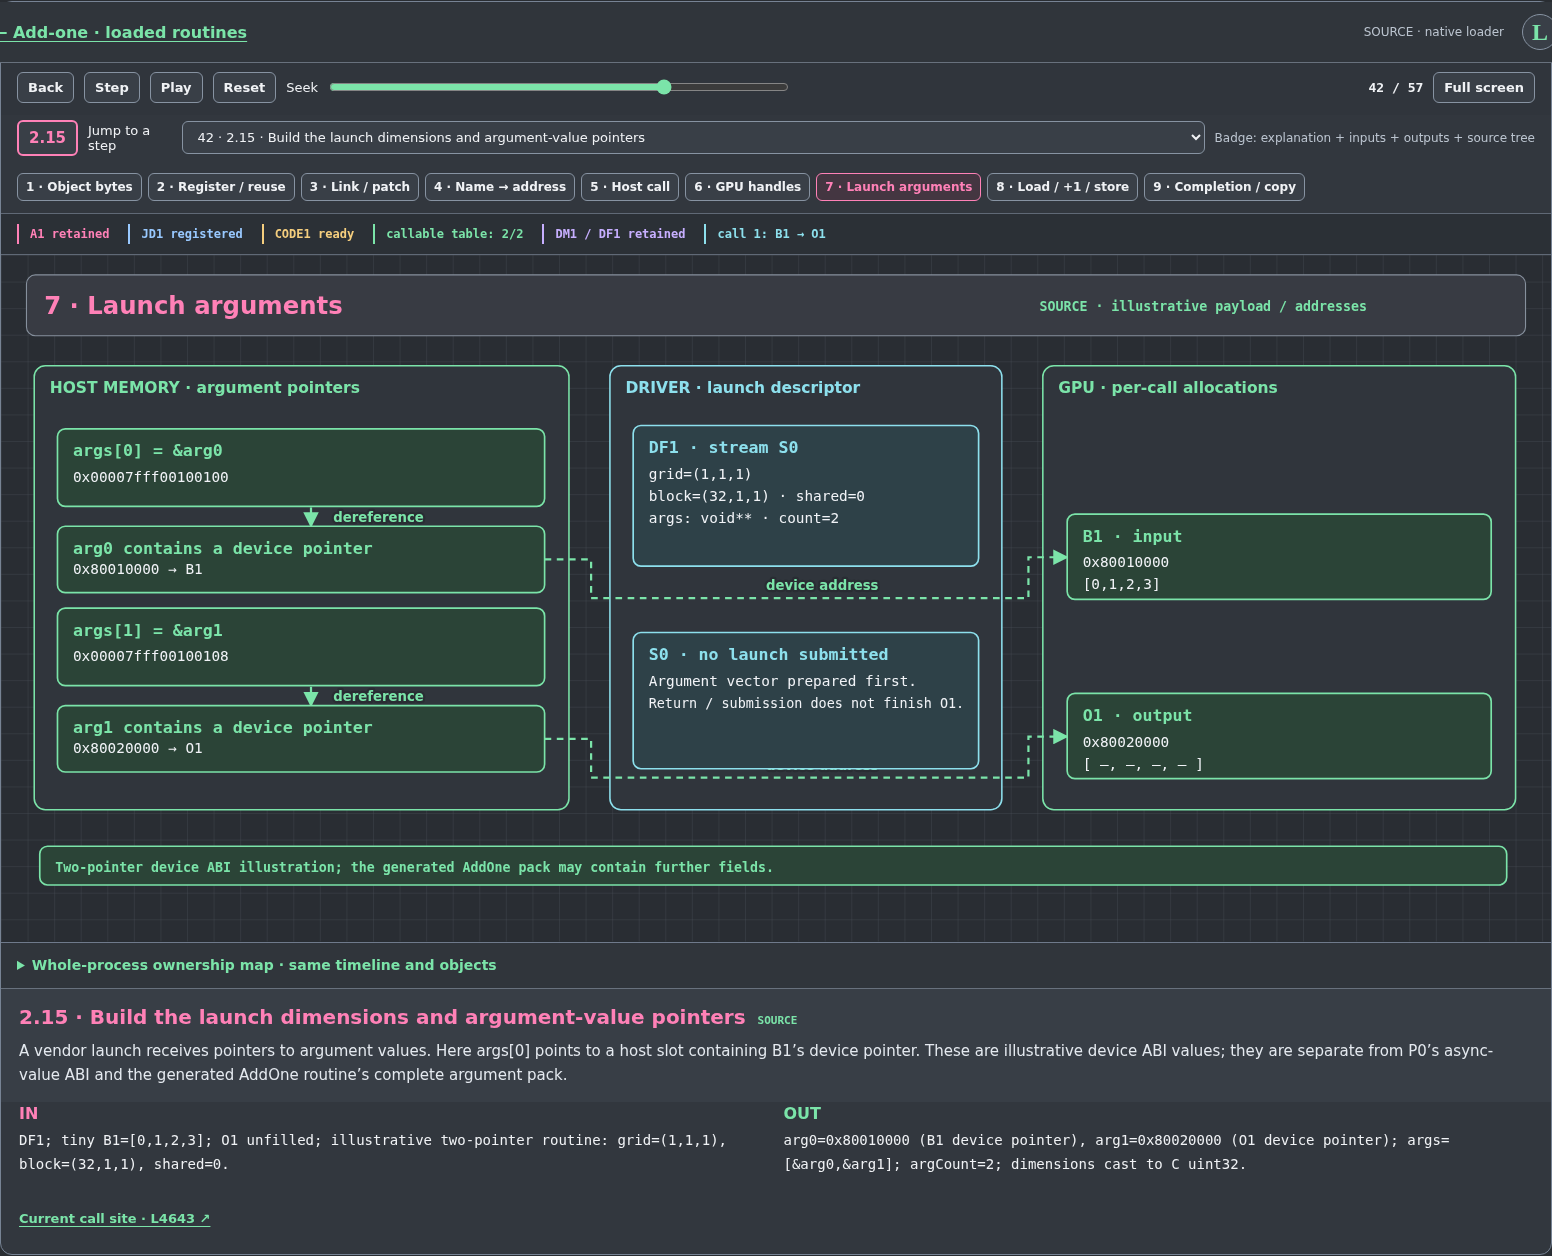 – Add-one · loaded routines
SOURCE · native loader
L
Back
Step
Play
Reset
Seek
42 / 57
Full screen
2.15
Jump to a
step
42 · 2.15 · Build the launch dimensions and argument-value pointers
Badge: explanation + inputs + outputs + source tree
1 · Object bytes
2 · Register / reuse
3 · Link / patch
4 · Name → address
5 · Host call
6 · GPU handles
7 · Launch arguments
8 · Load / +1 / store
9 · Completion / copy
A1 retained
JD1 registered
CODE1 ready
callable table: 2/2
DM1 / DF1 retained
call 1: B1 → O1
7 · Launch arguments
SOURCE · illustrative payload / addresses
HOST MEMORY · argument pointers
args[0] = &arg0
0x00007fff00100100
dereference
arg0 contains a device pointer
0x80010000 → B1
args[1] = &arg1
0x00007fff00100108
dereference
arg1 contains a device pointer
0x80020000 → O1
DRIVER · launch descriptor
DF1 · stream S0
grid=(1,1,1)
block=(32,1,1) · shared=0
args: void** · count=2
device address
S0 · no launch submitted
Argument vector prepared first.
Return / submission does not finish O1.
GPU · per-call allocations
B1 · input
0x80010000
[0,1,2,3]
O1 · output
0x80020000
[ –, –, –, – ]
Two-pointer device ABI illustration; the generated AddOne pack may contain further fields.
▶ Whole-process ownership map · same timeline and objects
2.15 · Build the launch dimensions and argument-value pointers SOURCE
A vendor launch receives pointers to argument values. Here args[0] points to a host slot containing B1’s device pointer. These are illustrative device ABI values; they are separate from P0’s async-
value ABI and the generated AddOne routine’s complete argument pack.
IN
DF1; tiny B1=[0,1,2,3]; O1 unfilled; illustrative two-pointer routine: grid=(1,1,1),
block=(32,1,1), shared=0.
OUT
arg0=0x80010000 (B1 device pointer), arg1=0x80020000 (O1 device pointer); args=
[&arg0,&arg1]; argCount=2; dimensions cast to C uint32.
Current call site · L4643 ↗